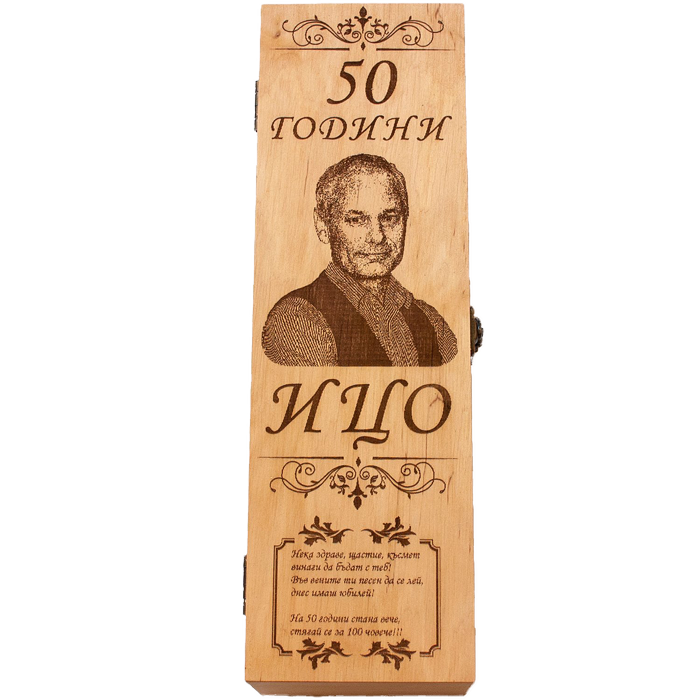 50
ГОДИНИ
ИЦО
Нека здраве, щастие, късмет
винаги да бъдат с теб!
Във вените ти песен да се лей,
днес имаш юбилей!
На 50 години стана вече,
стягай се за 100 човече!!!